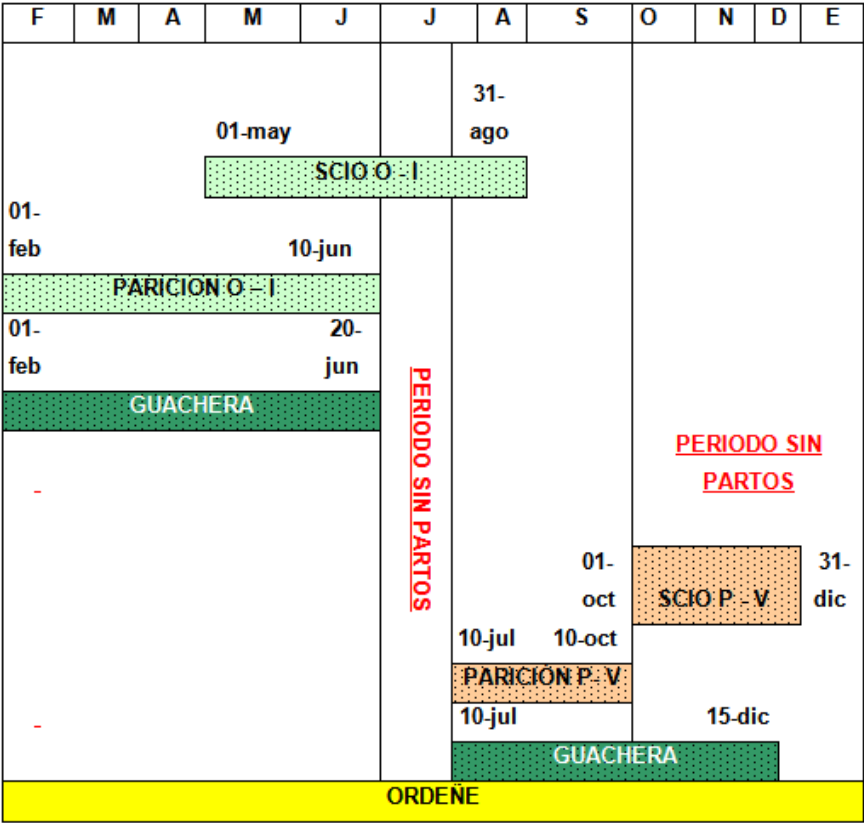 F M A M J J A S O N D E
31-
01-may ago
SCIO O - I
01-
feb 10-jun
PARICION O – I
01- 20-
feb jun
GUACHERA
PERIODO SIN PARTOS
PERIODO SIN
PARTOS
-
01- 31-
oct SCIO P - V dic
10-jul 10-oct
PARICIÓN P- V
10-jul 15-dic
-
GUACHERA
ORDEÑE